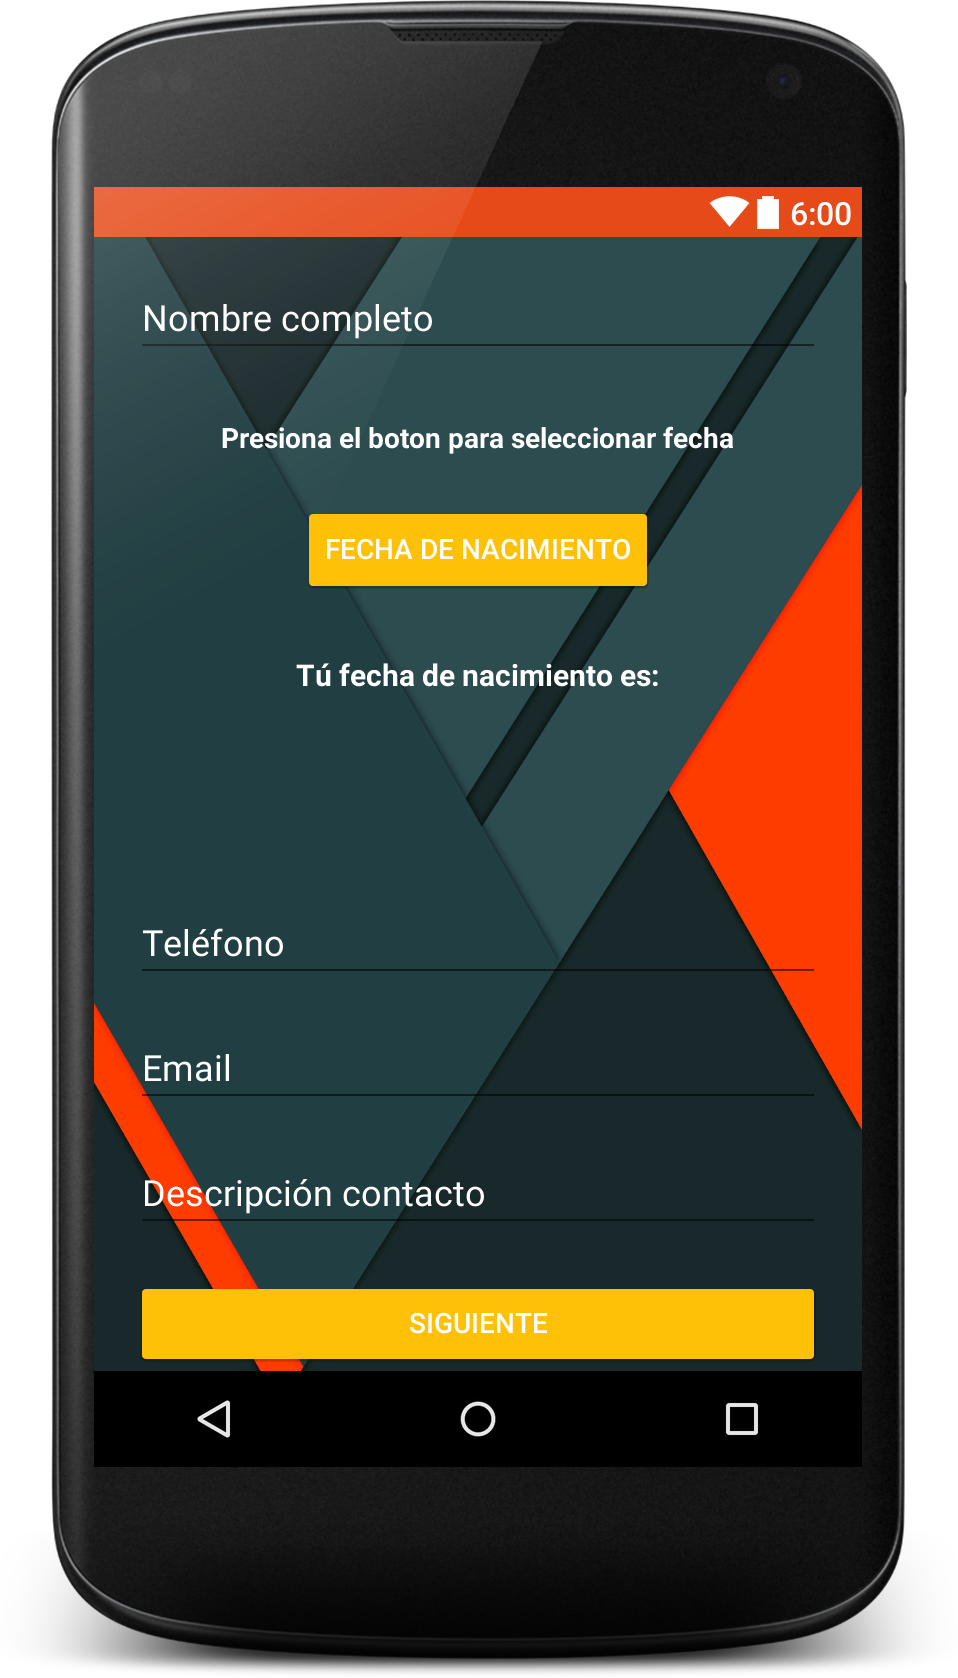 6:00
Nombre completo
Presiona el boton para seleccionar fecha
FECHA DE NACIMIENTO
Tú fecha de nacimiento es:
Teléfono
Email
Descripción contacto
SIGUIENTE